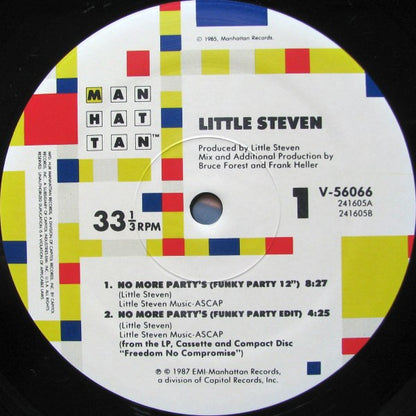 © 1985, Manhattan Records.
MAN
HAT
TAN™
LITTLE STEVEN
Produced by Little Steven
Mix and Additional Production by
Bruce Forest and Frank Heller
33 1/3 RPM
1
V-56066
241605A
241605B
1. NO MORE PARTY'S (FUNKY PARTY 12") 8:27
(Little Steven)
Little Steven Music-ASCAP
2. NO MORE PARTY'S (FUNKY PARTY EDIT) 4:25
(Little Steven)
Little Steven Music-ASCAP
(from the LP, Cassette and Compact Disc
"Freedom No Compromise")
℗ © 1987 EMI-Manhattan Records,
a division of Capitol Records, Inc.